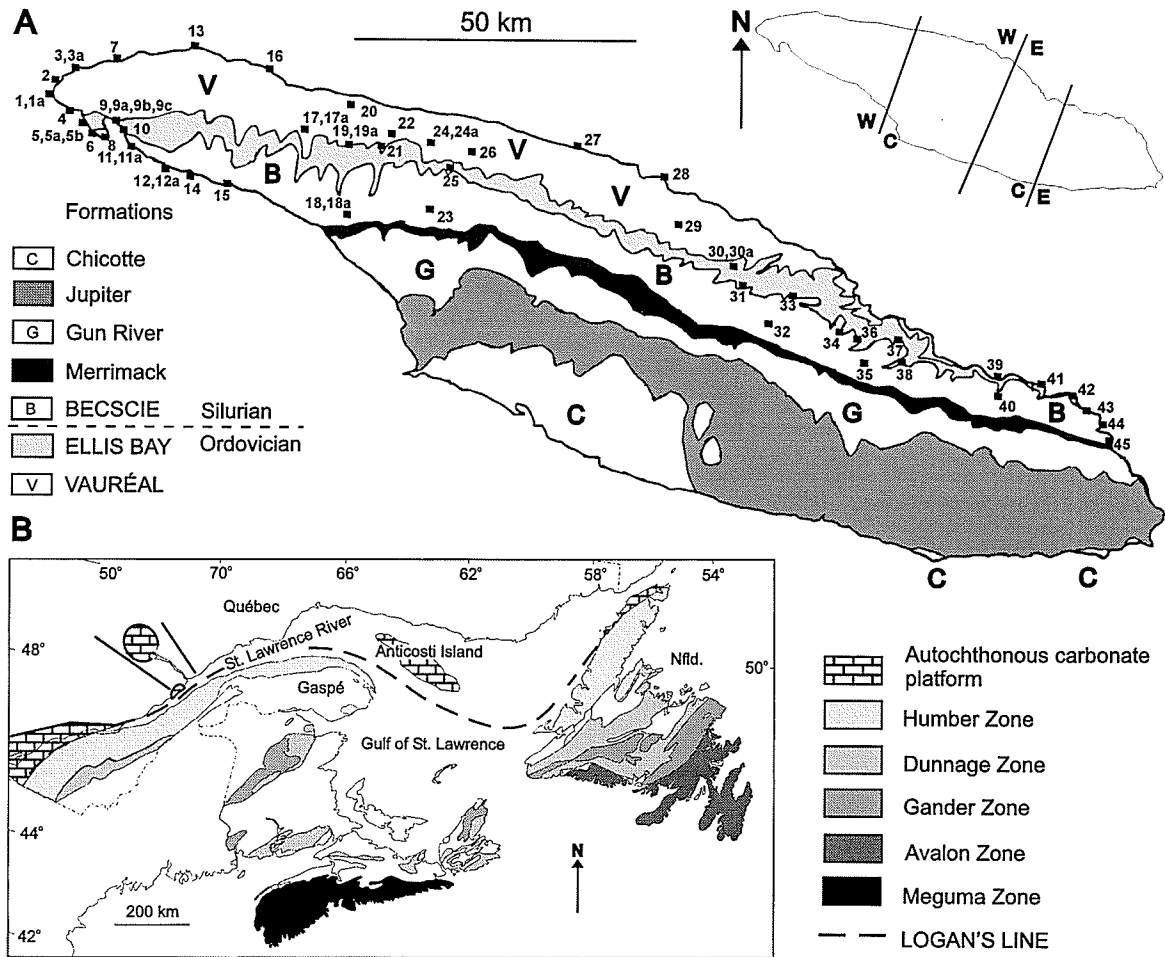 A
50 km
N
W
E
W
C
C
E
13
7
16
3,3a
2
1,1a
4
5,5a,5b
6
8
9,9a,9b,9c
10
11,11a
12,12a
14
15
V
17,17a
20
19,19a
22
21
24,24a
26
25
27
V
28
B
18,18a
23
V
29
30,30a
B
31
33
32
34
36
37
35
38
39
41
40
B
42
43
44
45
G
G
C
C
C
Formations
C Chicotte
Jupiter
G Gun River
Merrimack
B BECSCIE
Silurian
Ordovician
ELLIS BAY
V VAURÉAL
B
50°
70°
66°
62°
58°
54°
48°
44°
42°
50°
Québec
St. Lawrence River
Anticosti Island
Gaspé
Nfld.
Gulf of St. Lawrence
N
200 km
Autochthonous carbonate
platform
Humber Zone
Dunnage Zone
Gander Zone
Avalon Zone
Meguma Zone
LOGAN'S LINE